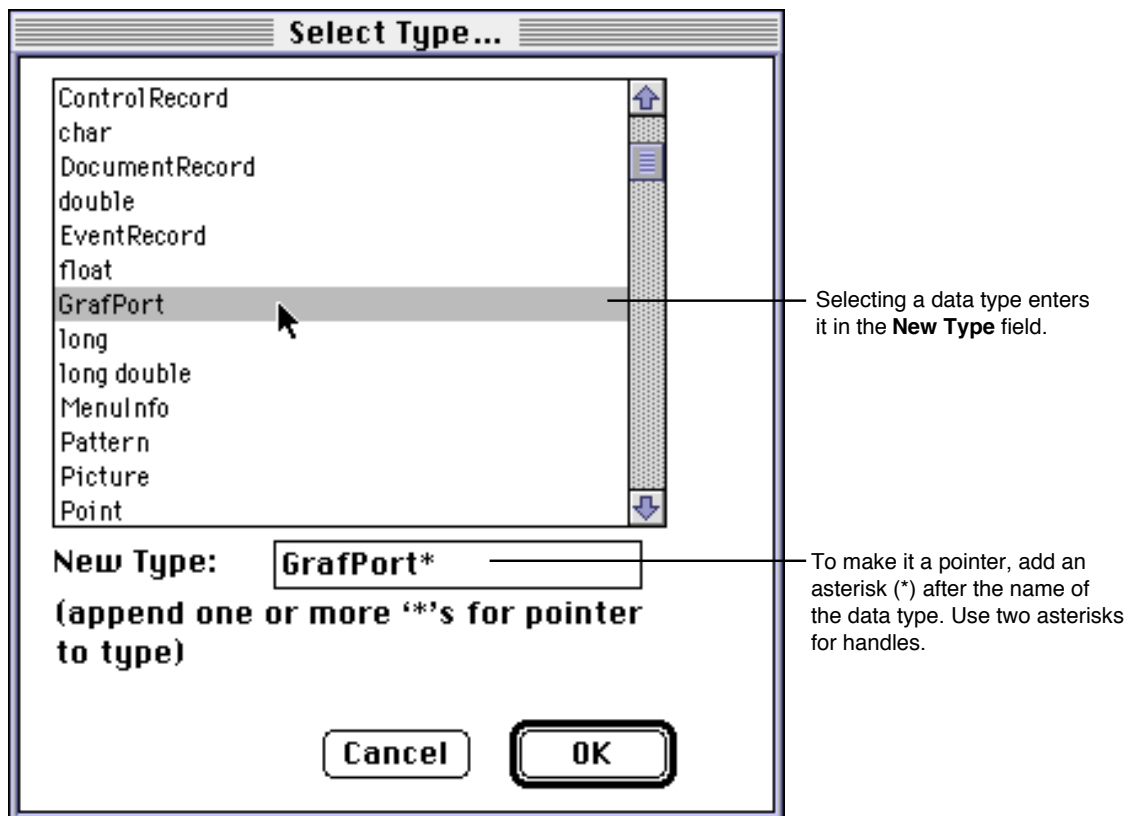 Select Type...
ControlRecord
char
DocumentRecord
double
EventRecord
float
GrafPort
long
long double
MenuInfo
Pattern
Picture
Point
Selecting a data type enters
it in the New Type field.
New Type: GrafPort*
(append one or more ‘*’s for pointer
to type)
To make it a pointer, add an
asterisk (*) after the name of
the data type. Use two asterisks
for handles.
Cancel OK